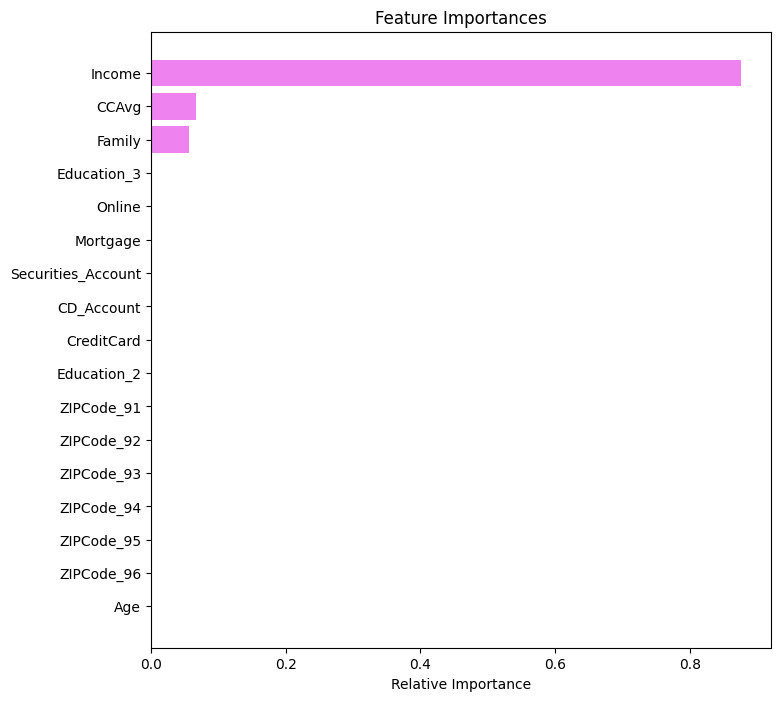 Feature Importances
Income
CCAvg
Family
Education_3
Online
Mortgage
Securities_Account
CD_Account
CreditCard
Education_2
ZIPCode_91
ZIPCode_92
ZIPCode_93
ZIPCode_94
ZIPCode_95
ZIPCode_96
Age
0.0 0.2 0.4 0.6 0.8
Relative Importance